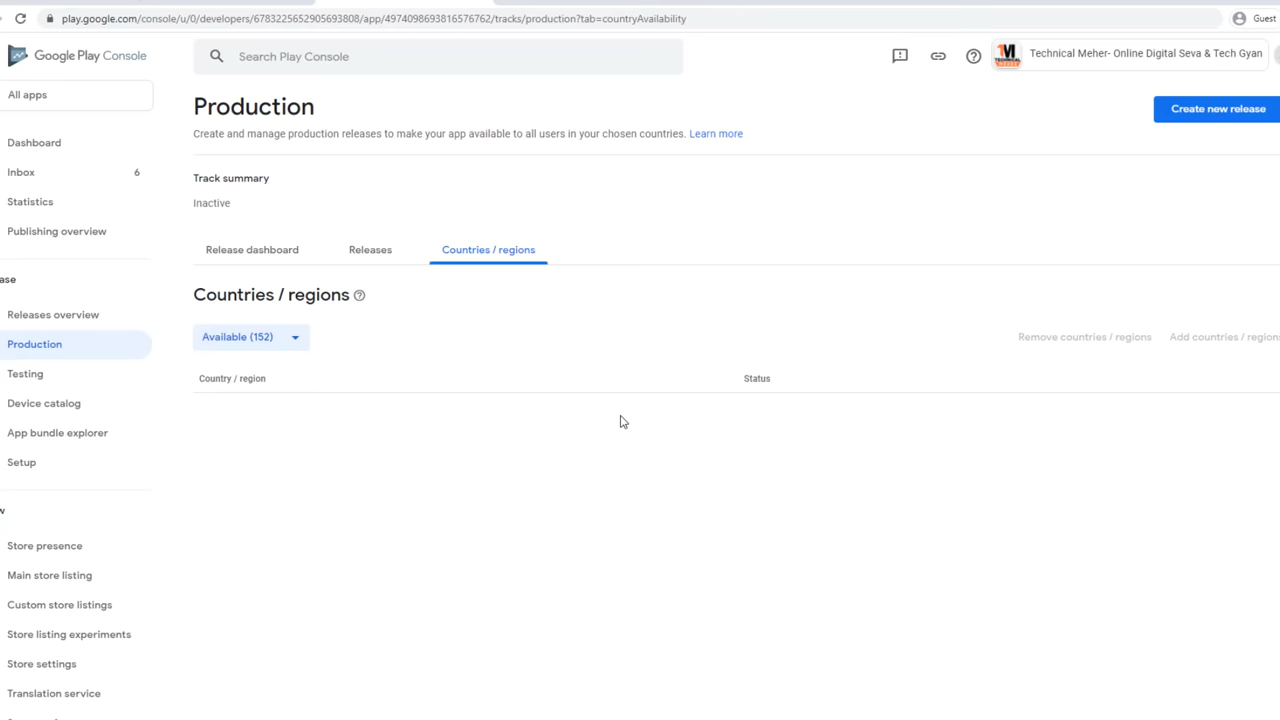 play.google.com/console/u/0/developers/6783225652905693808/app/4974098693816576762/tracks/production?tab=countryAvailability
Guest
Google Play Console
Search Play Console
Technical Meher- Online Digital Seva & Tech Gyan
All apps
Production
Create new release
Create and manage production releases to make your app available to all users in your chosen countries. Learn more
Dashboard
Inbox 6
Statistics
Publishing overview
Track summary
Inactive
Release dashboard
Releases
Countries / regions
ase
Releases overview
Production
Testing
Device catalog
App bundle explorer
Setup
Countries / regions
Available (152)
Remove countries / regions
Add countries / regions
Country / region
Status
w
Store presence
Main store listing
Custom store listings
Store listing experiments
Store settings
Translation service